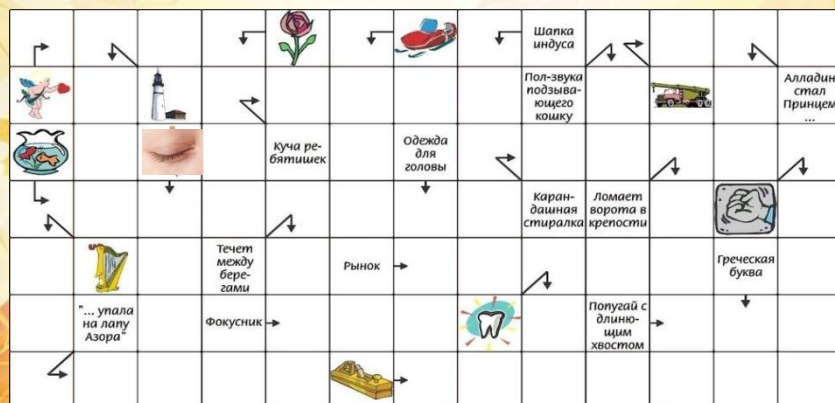 Шапка
индуса
Пол-звука
подзыва-
ющего
кошку
Алладин
стал
Принцем
...
Куча ре-
бятишек
Одежда
для
головы
Каран-
дашная
стиралка
Ломает
ворота в
крепости
Течет
между
бере-
гами
Рынок
Греческая
буква
"... упала
на лапу
Азора"
Фокусник
Попугай с
длиню-
щим
хвостом